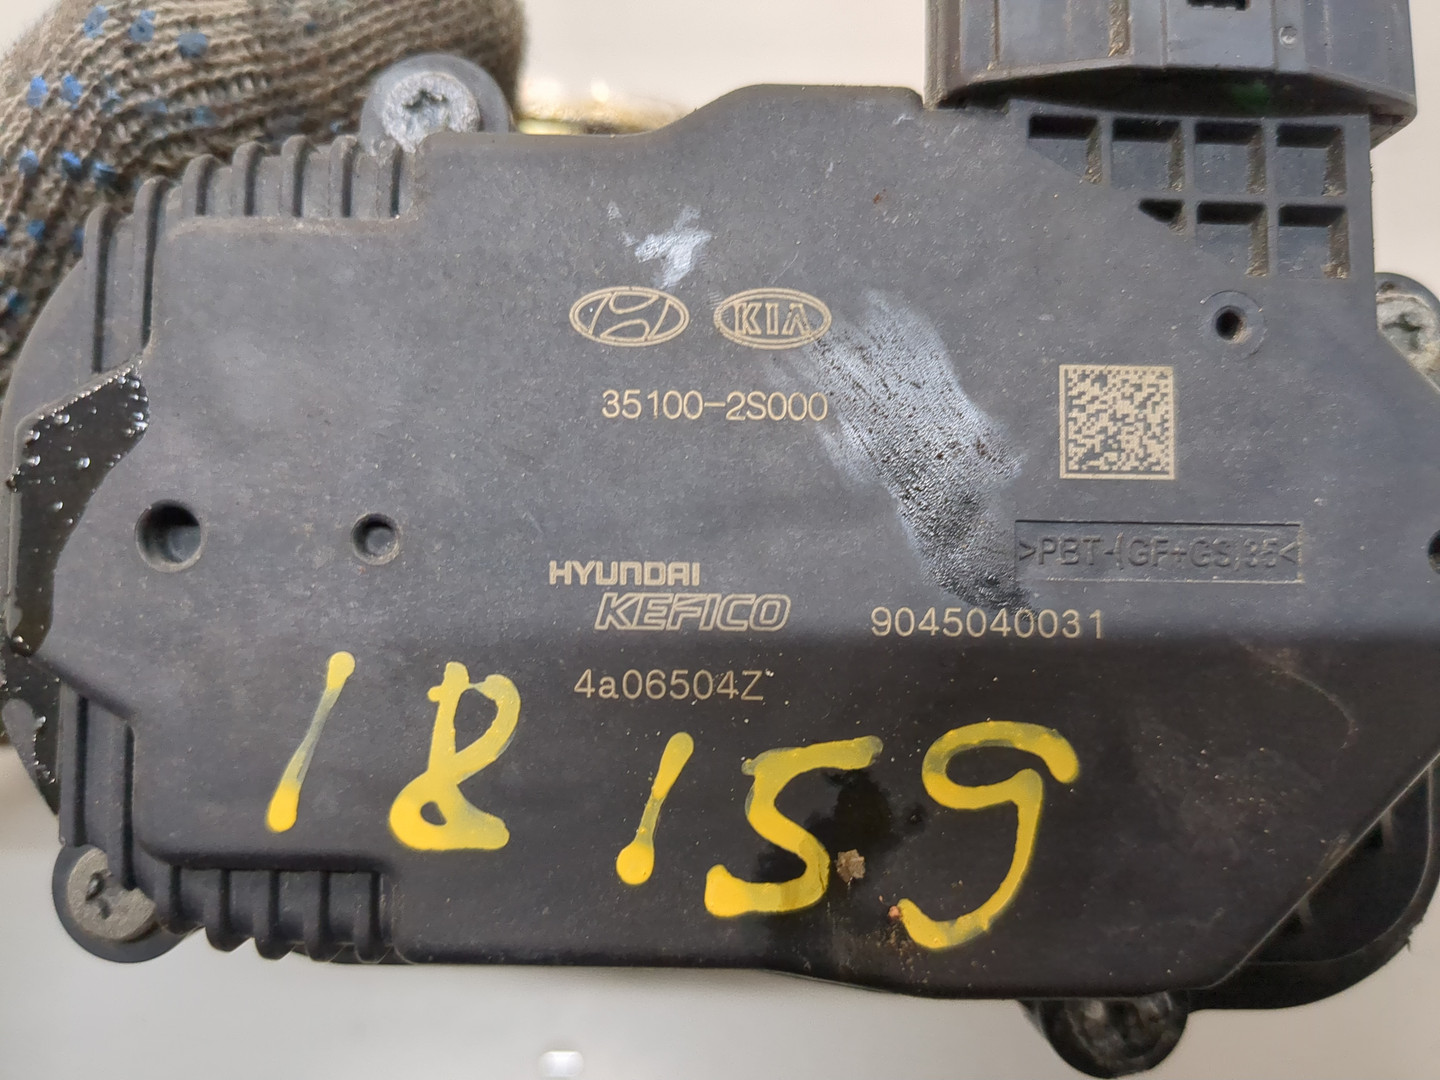 KIA
35100-2S000
>PBT-(GF+GS)35<
HYUNDAI
KEFICO
9045040031
4a06504Z
18159